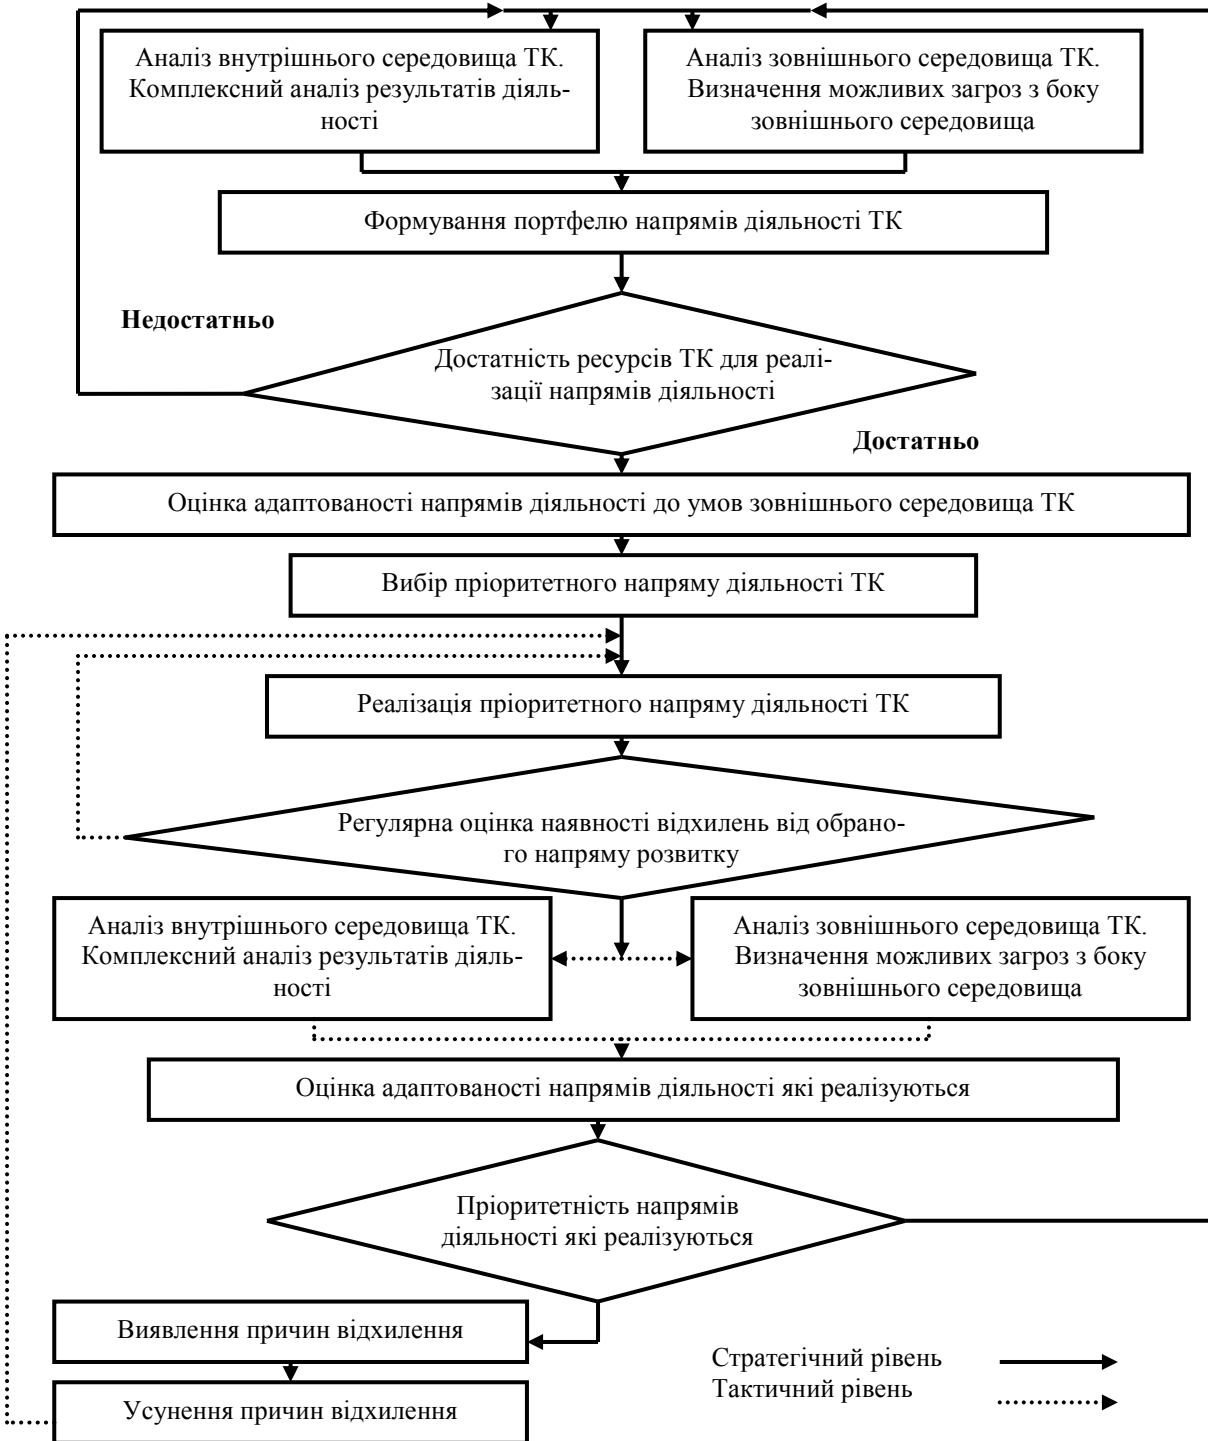 Аналіз внутрішнього середовища ТК.
Комплексний аналіз результатів діяль-
ності
Аналіз зовнішнього середовища ТК.
Визначення можливих загроз з боку
зовнішнього середовища
Формування портфелю напрямів діяльності ТК
Недостатньо
Достатність ресурсів ТК для реалі-
зації напрямів діяльності
Достатньо
Оцінка адаптованості напрямів діяльності до умов зовнішнього середовища ТК
Вибір пріоритетного напряму діяльності ТК
Реалізація пріоритетного напряму діяльності ТК
Регулярна оцінка наявності відхилень від обрано-
го напряму розвитку
Аналіз внутрішнього середовища ТК.
Комплексний аналіз результатів діяль-
ності
Аналіз зовнішнього середовища ТК.
Визначення можливих загроз з боку
зовнішнього середовища
Оцінка адаптованості напрямів діяльності які реалізуються
Пріоритетність напрямів
діяльності які реалізуються
Виявлення причин відхилення
Усунення причин відхилення
Стратегічний рівень
Тактичний рівень